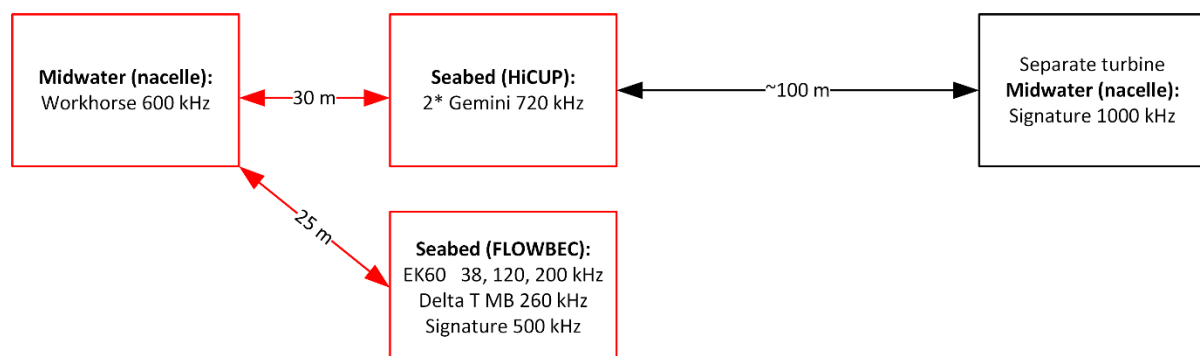 Midwater (nacelle):
Workhorse 600 kHz
30 m
Seabed (HiCUP):
2* Gemini 720 kHz
~100 m
Separate turbine
Midwater (nacelle):
Signature 1000 kHz
25 m
Seabed (FLOWBEC):
EK60   38, 120, 200 kHz
Delta T MB 260 kHz
Signature 500 kHz